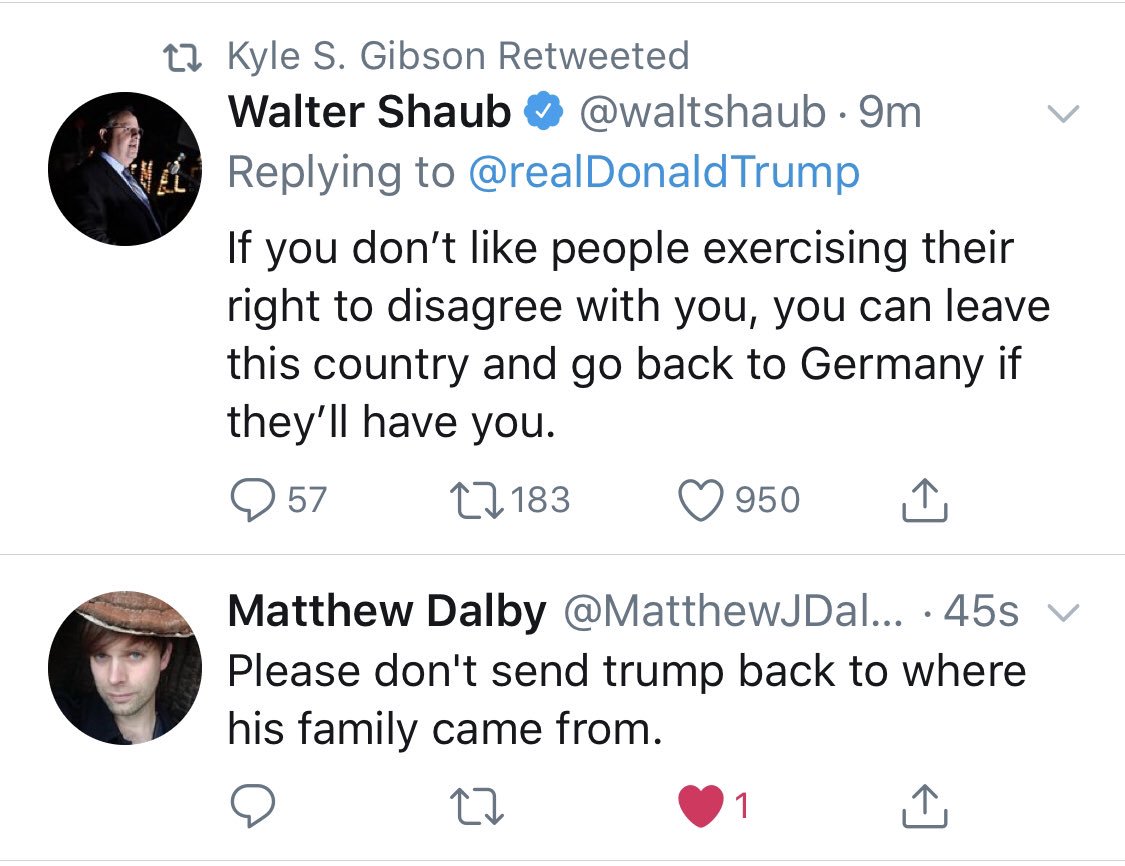 Kyle S. Gibson Retweeted
Walter Shaub @waltshaub · 9m
Replying to @realDonaldTrump
If you don’t like people exercising their
right to disagree with you, you can leave
this country and go back to Germany if
they’ll have you.
57 183 950
Matthew Dalby @MatthewJDal... · 45s
Please don't send trump back to where
his family came from.
1